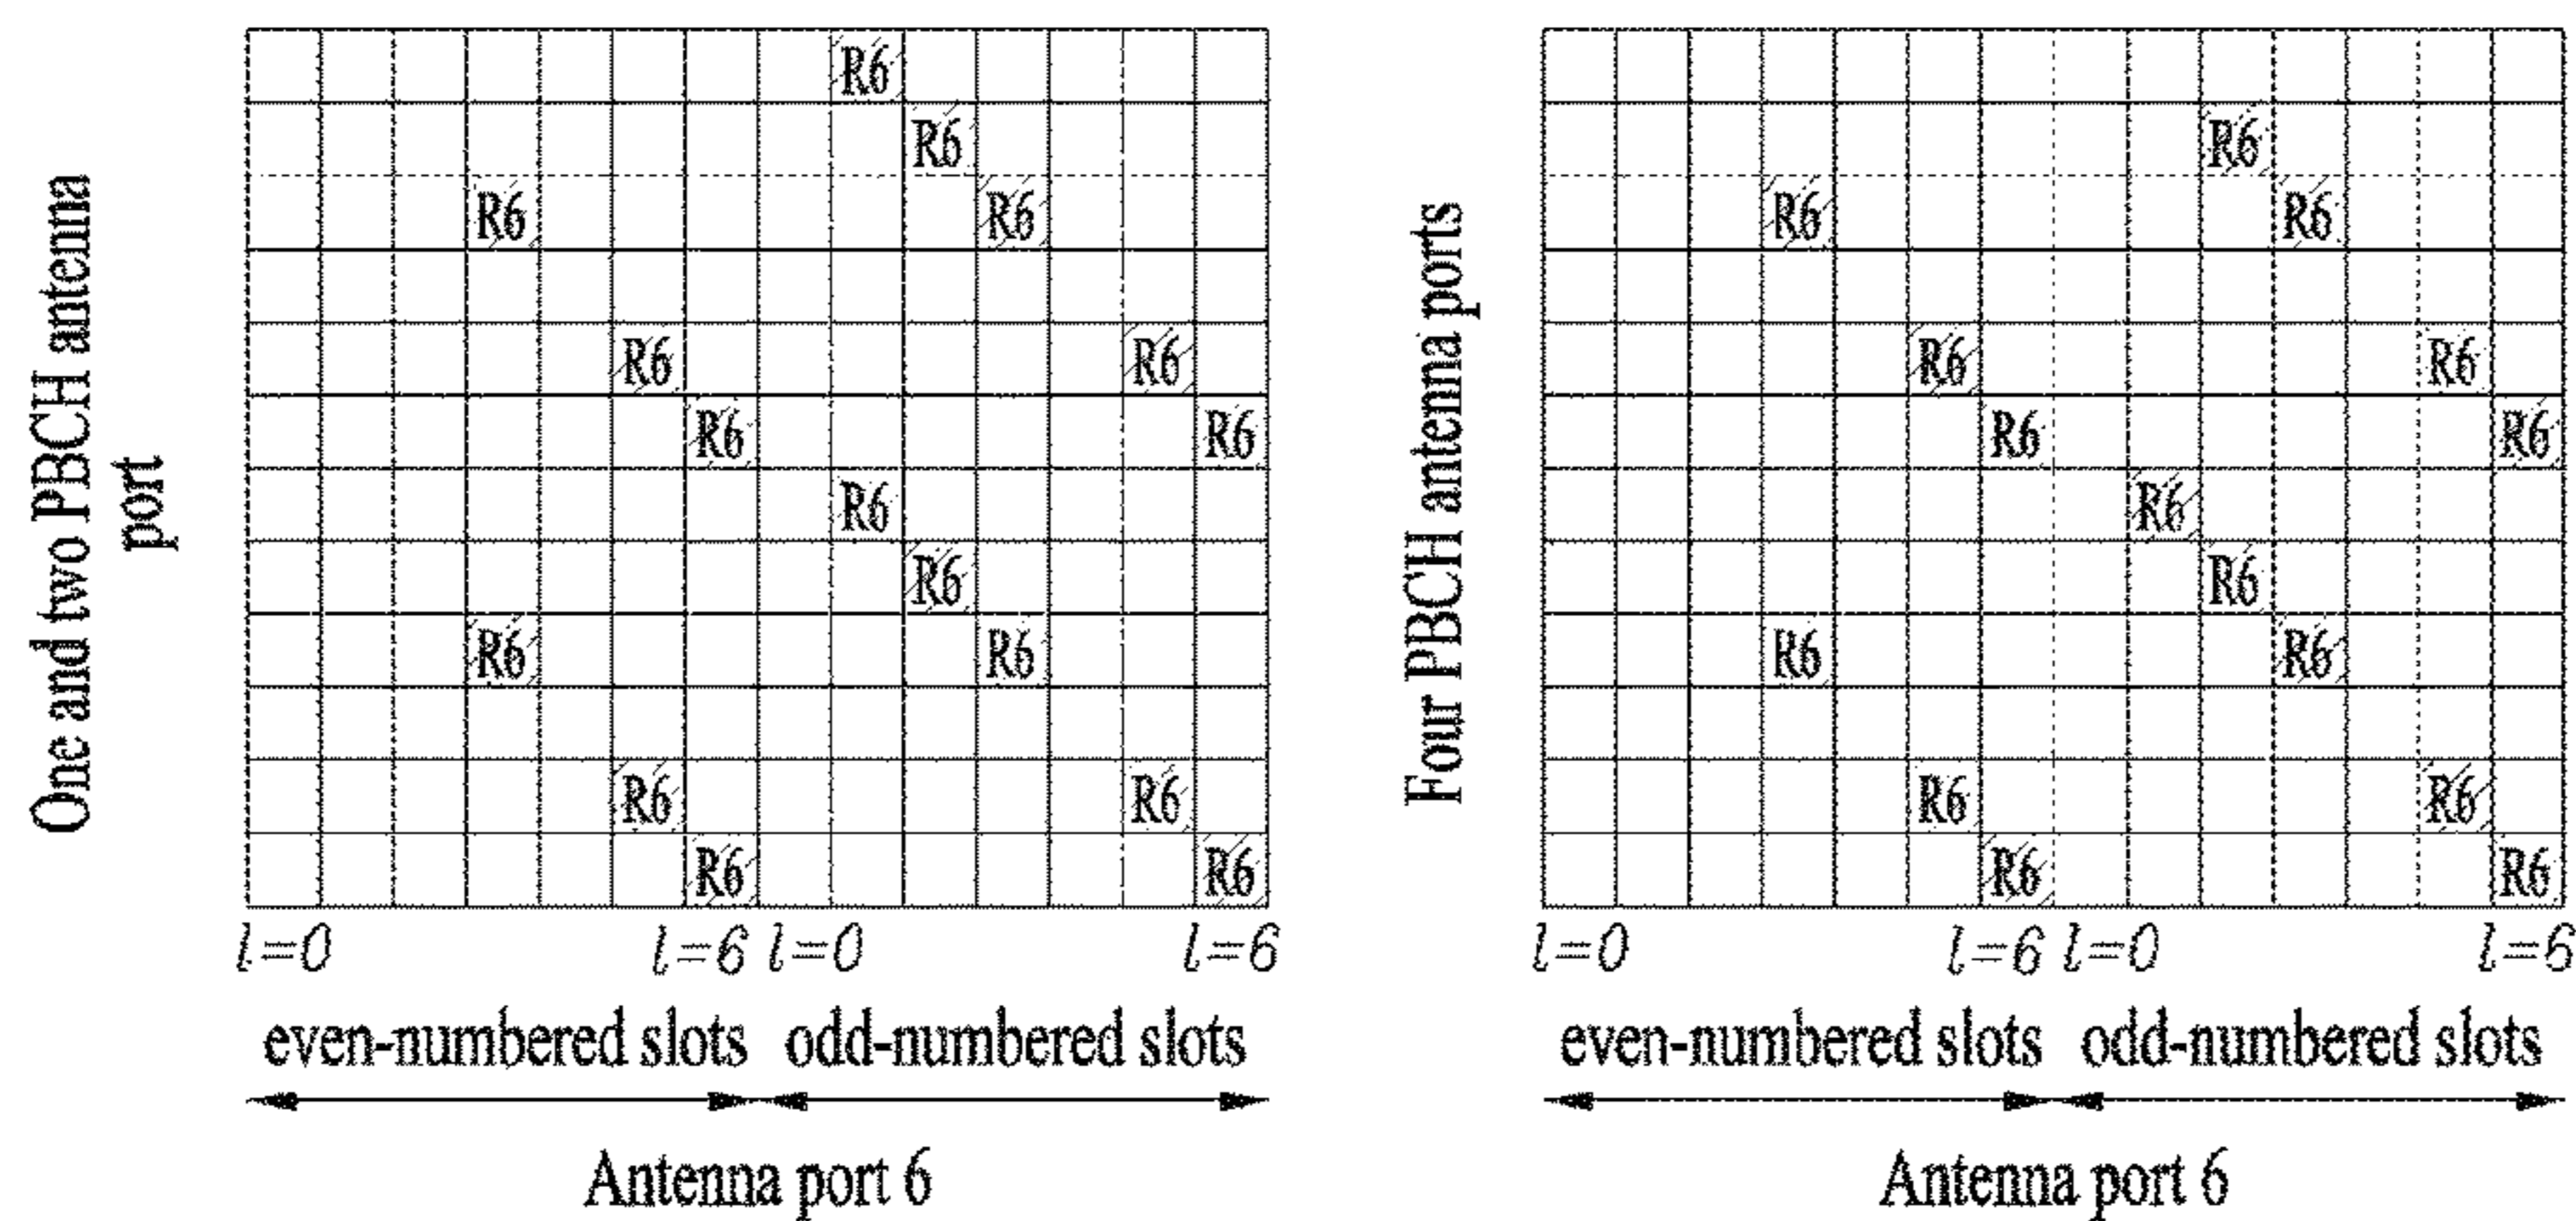 One and two PBCH antenna
port
R6
R6
R6 R6
R6 R6
R6 R6
R6
R6
R6 R6
R6 R6
R6 R6
l=0 l=6 l=0 l=6
even-numbered slots odd-numbered slots
Antenna port 6
Four PBCH antenna ports
R6
R6 R6
R6 R6
R6 R6
R6
R6
R6 R6
R6 R6
R6 R6
l=0 l=6 l=0 l=6
even-numbered slots odd-numbered slots
Antenna port 6